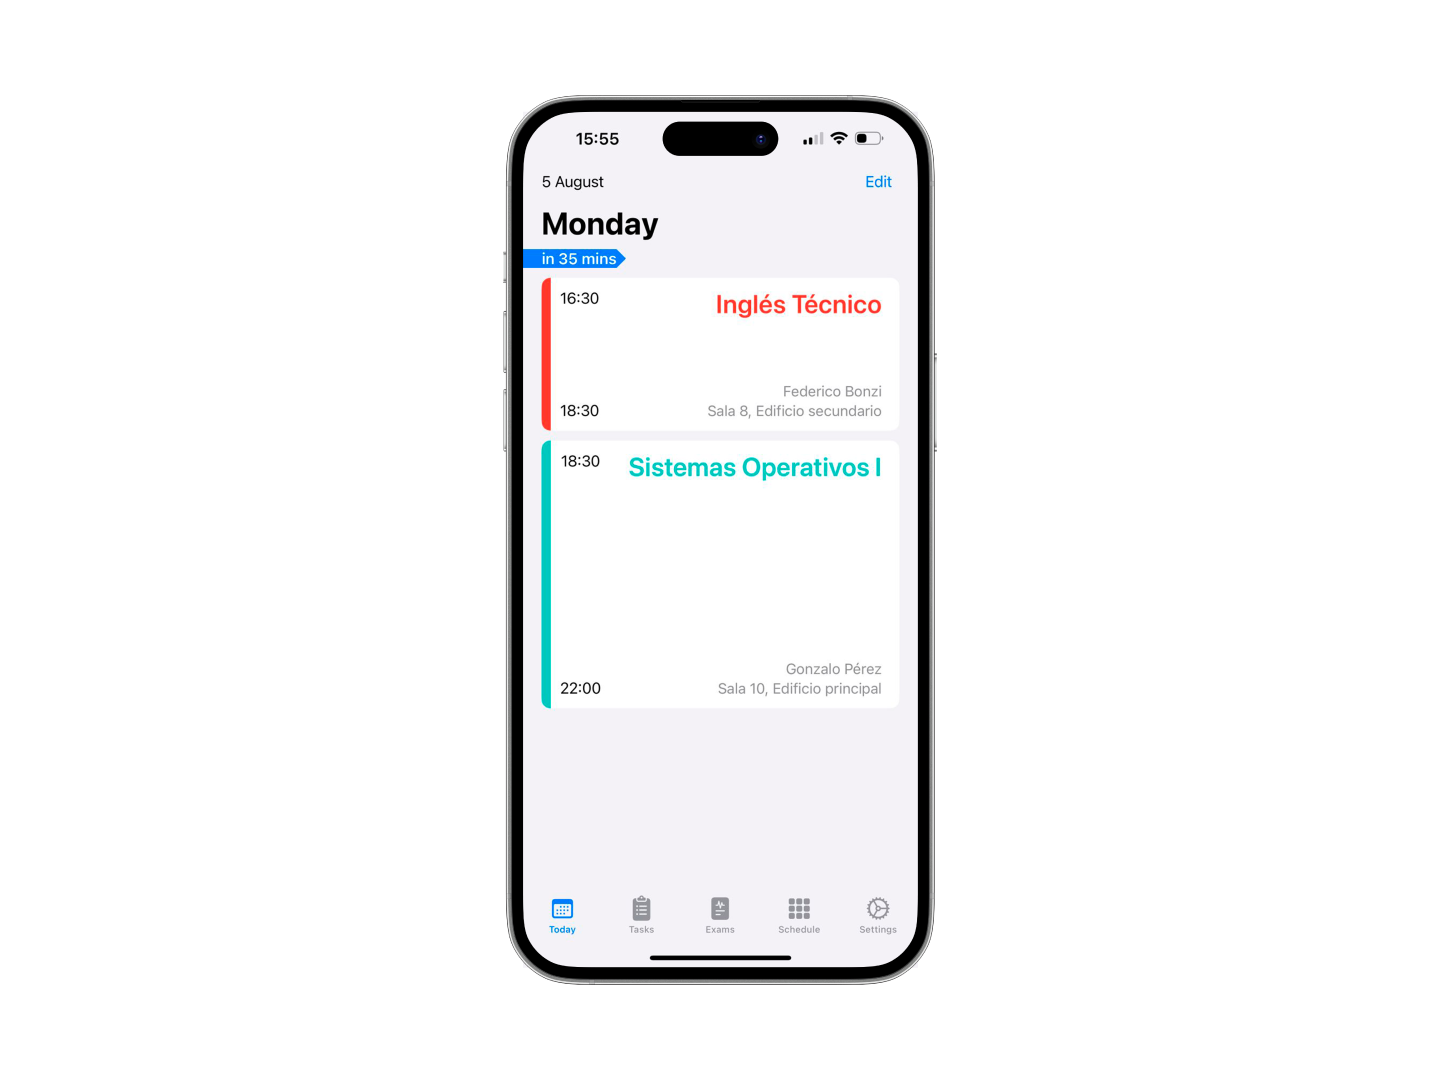 15:55
5 August
Edit
Monday
in 35 mins
16:30
Inglés Técnico
Federico Bonzi
18:30
Sala 8, Edificio secundario
18:30
Sistemas Operativos I
Gonzalo Pérez
22:00
Sala 10, Edificio principal
Today
Tasks
Exams
Schedule
Settings